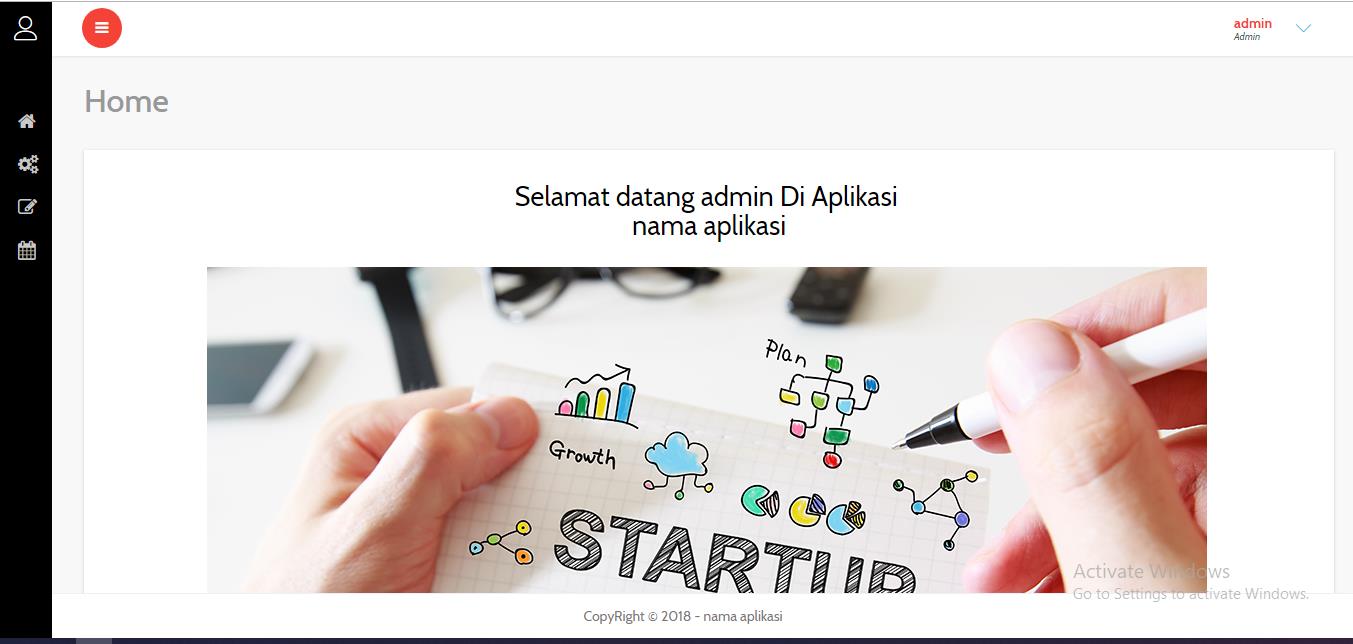 admin
Admin
Home
Selamat datang admin Di Aplikasi
nama aplikasi
Plan
Growth
STARTUP
Activate Windows
Go to Settings to activate Windows.
CopyRight © 2018 - nama aplikasi